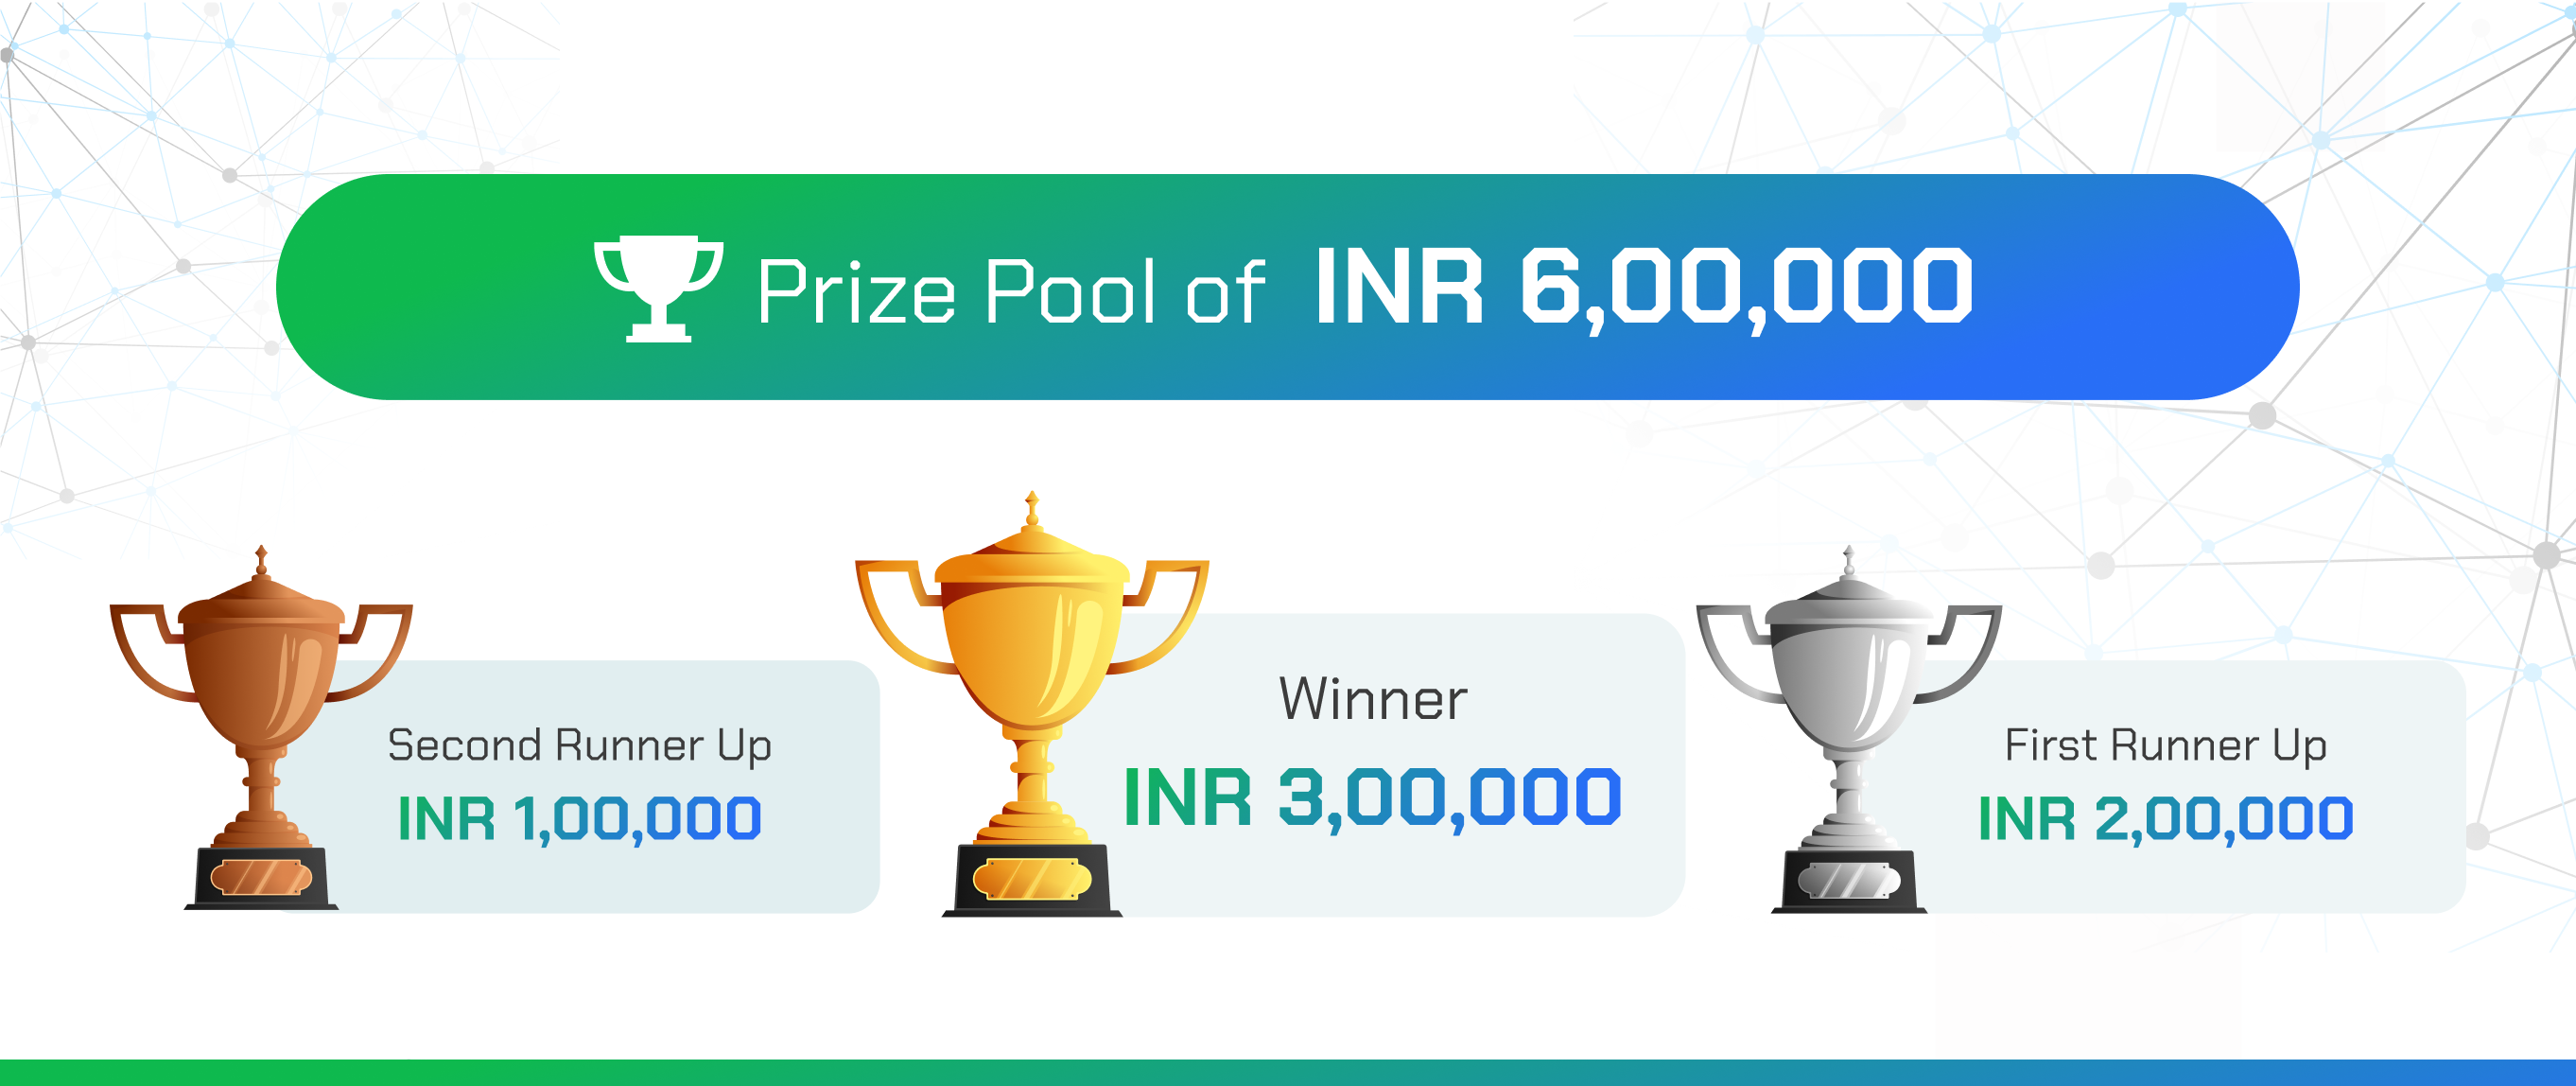 Prize Pool of INR 6,00,000
Second Runner Up
INR 1,00,000
Winner
INR 3,00,000
First Runner Up
INR 2,00,000